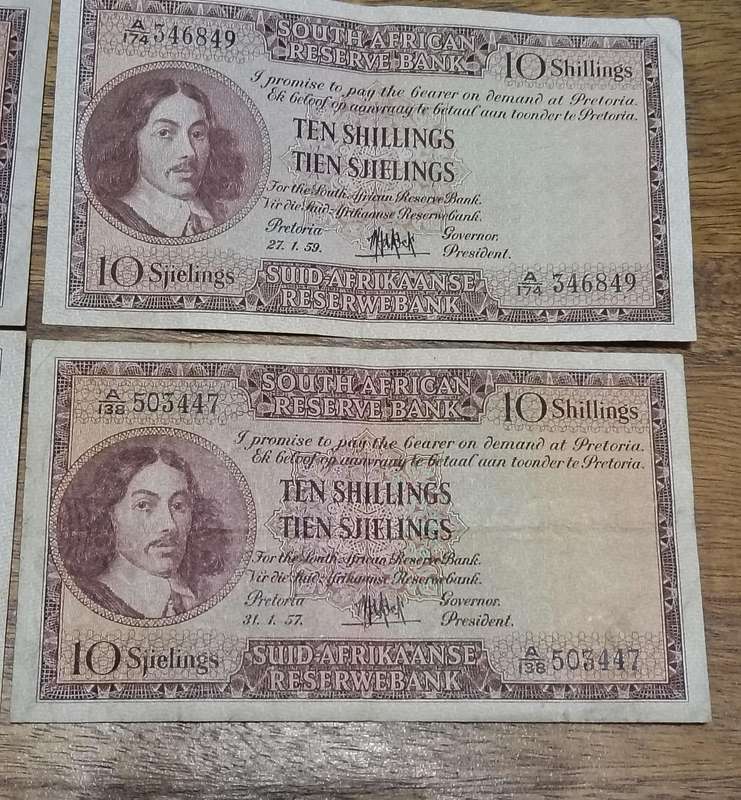 A/174 346849
SOUTH AFRICAN
RESERVE BANK
10 Shillings
I promise to pay the bearer on demand at Pretoria.
Ek beloof op aanvraag te betaal aan toonder te Pretoria.
TEN SHILLINGS
TIEN SJIELINGS
For the South African Reserve Bank.
Vir die Suid-Afrikaanse Reserwebank.
Pretoria
27. 1. 59.
Governor.
President.
10 Sjielings
SUID-AFRIKAANSE
RESERWEBANK
A/174 346849
A/138 503447
SOUTH AFRICAN
RESERVE BANK
10 Shillings
I promise to pay the bearer on demand at Pretoria.
Ek beloof op aanvraag te betaal aan toonder te Pretoria.
TEN SHILLINGS
TIEN SJIELINGS
For the South African Reserve Bank.
Vir die Suid-Afrikaanse Reserwebank.
Pretoria
31. 1. 57.
Governor.
President.
10 Sjielings
SUID-AFRIKAANSE
RESERWEBANK
A/138 503447